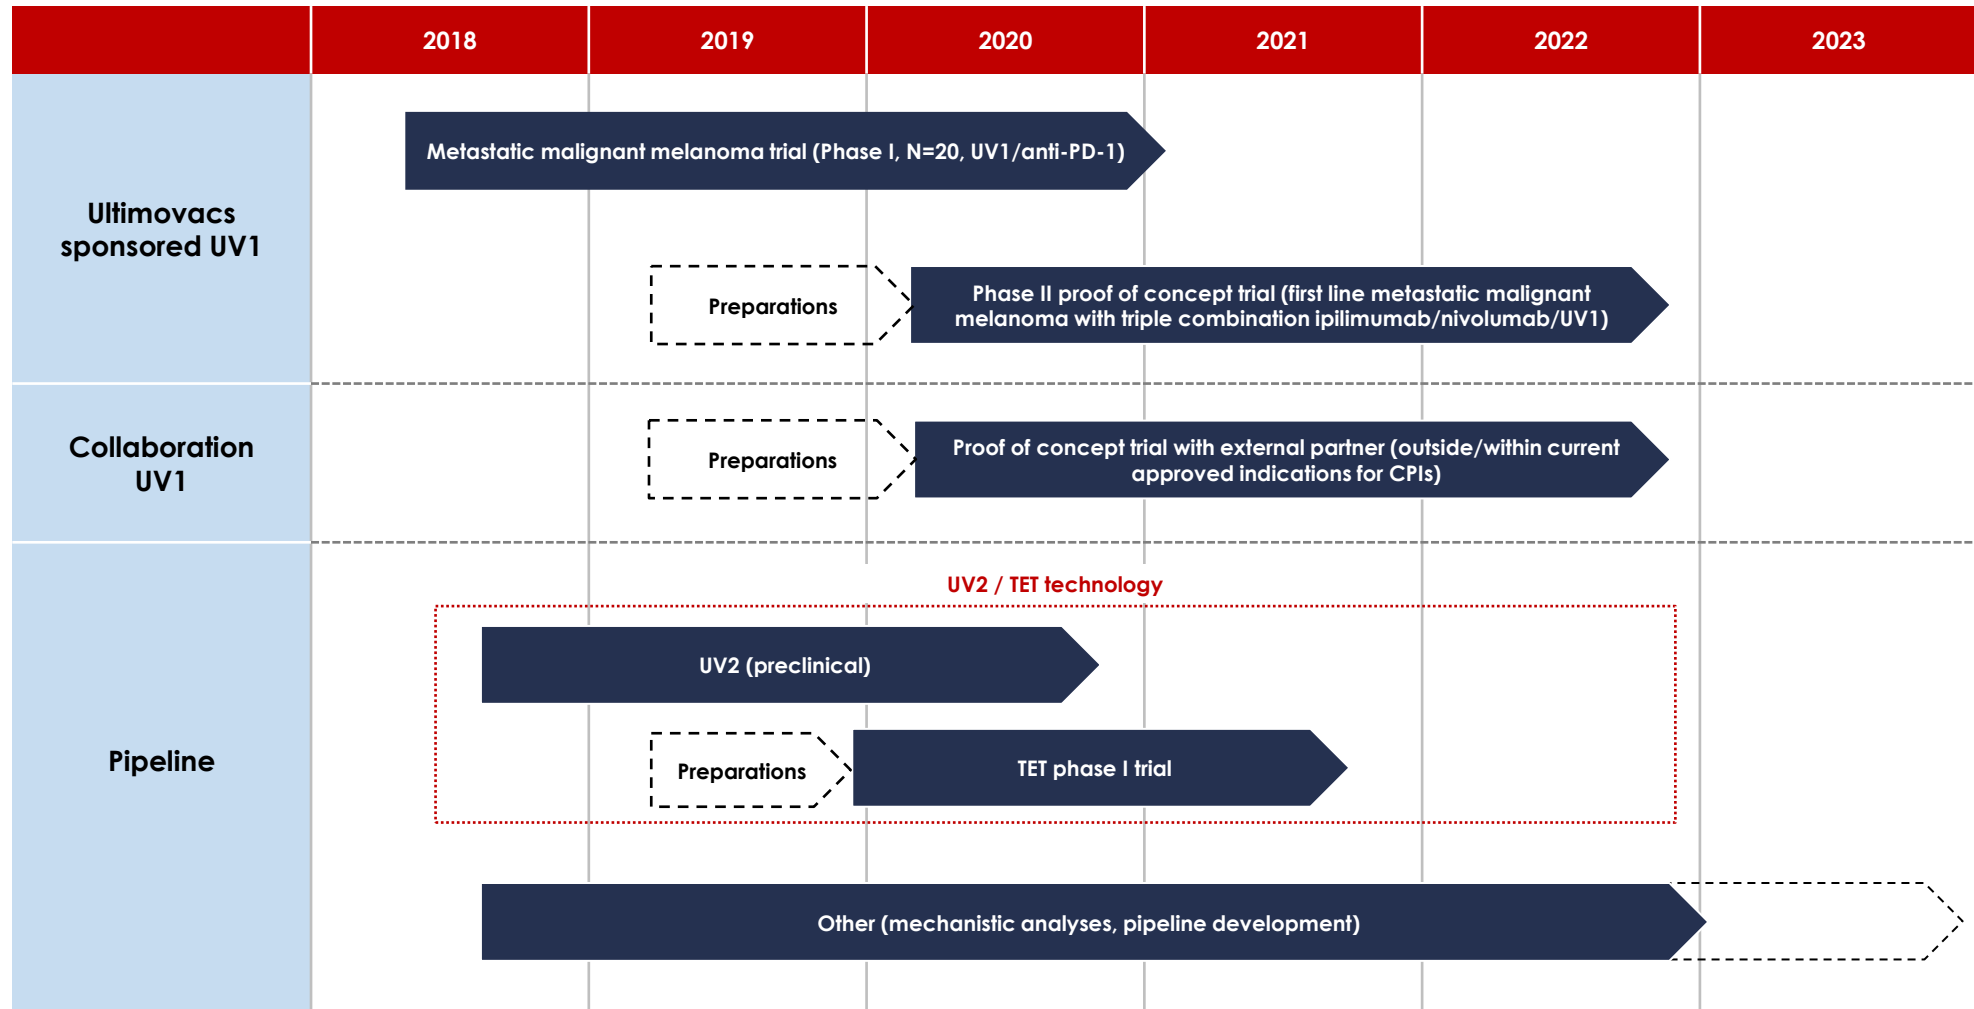 2018
2019
2020
2021
2022
2023
Ultimovacs
sponsored UV1
Metastatic malignant melanoma trial (Phase I, N=20, UV1/anti-PD-1)
Preparations
Phase II proof of concept trial (first line metastatic malignant
melanoma with triple combination ipilimumab/nivolumab/UV1)
Collaboration
UV1
Preparations
Proof of concept trial with external partner (outside/within current
approved indications for CPIs)
Pipeline
UV2 / TET technology
UV2 (preclinical)
Preparations
TET phase I trial
Other (mechanistic analyses, pipeline development)